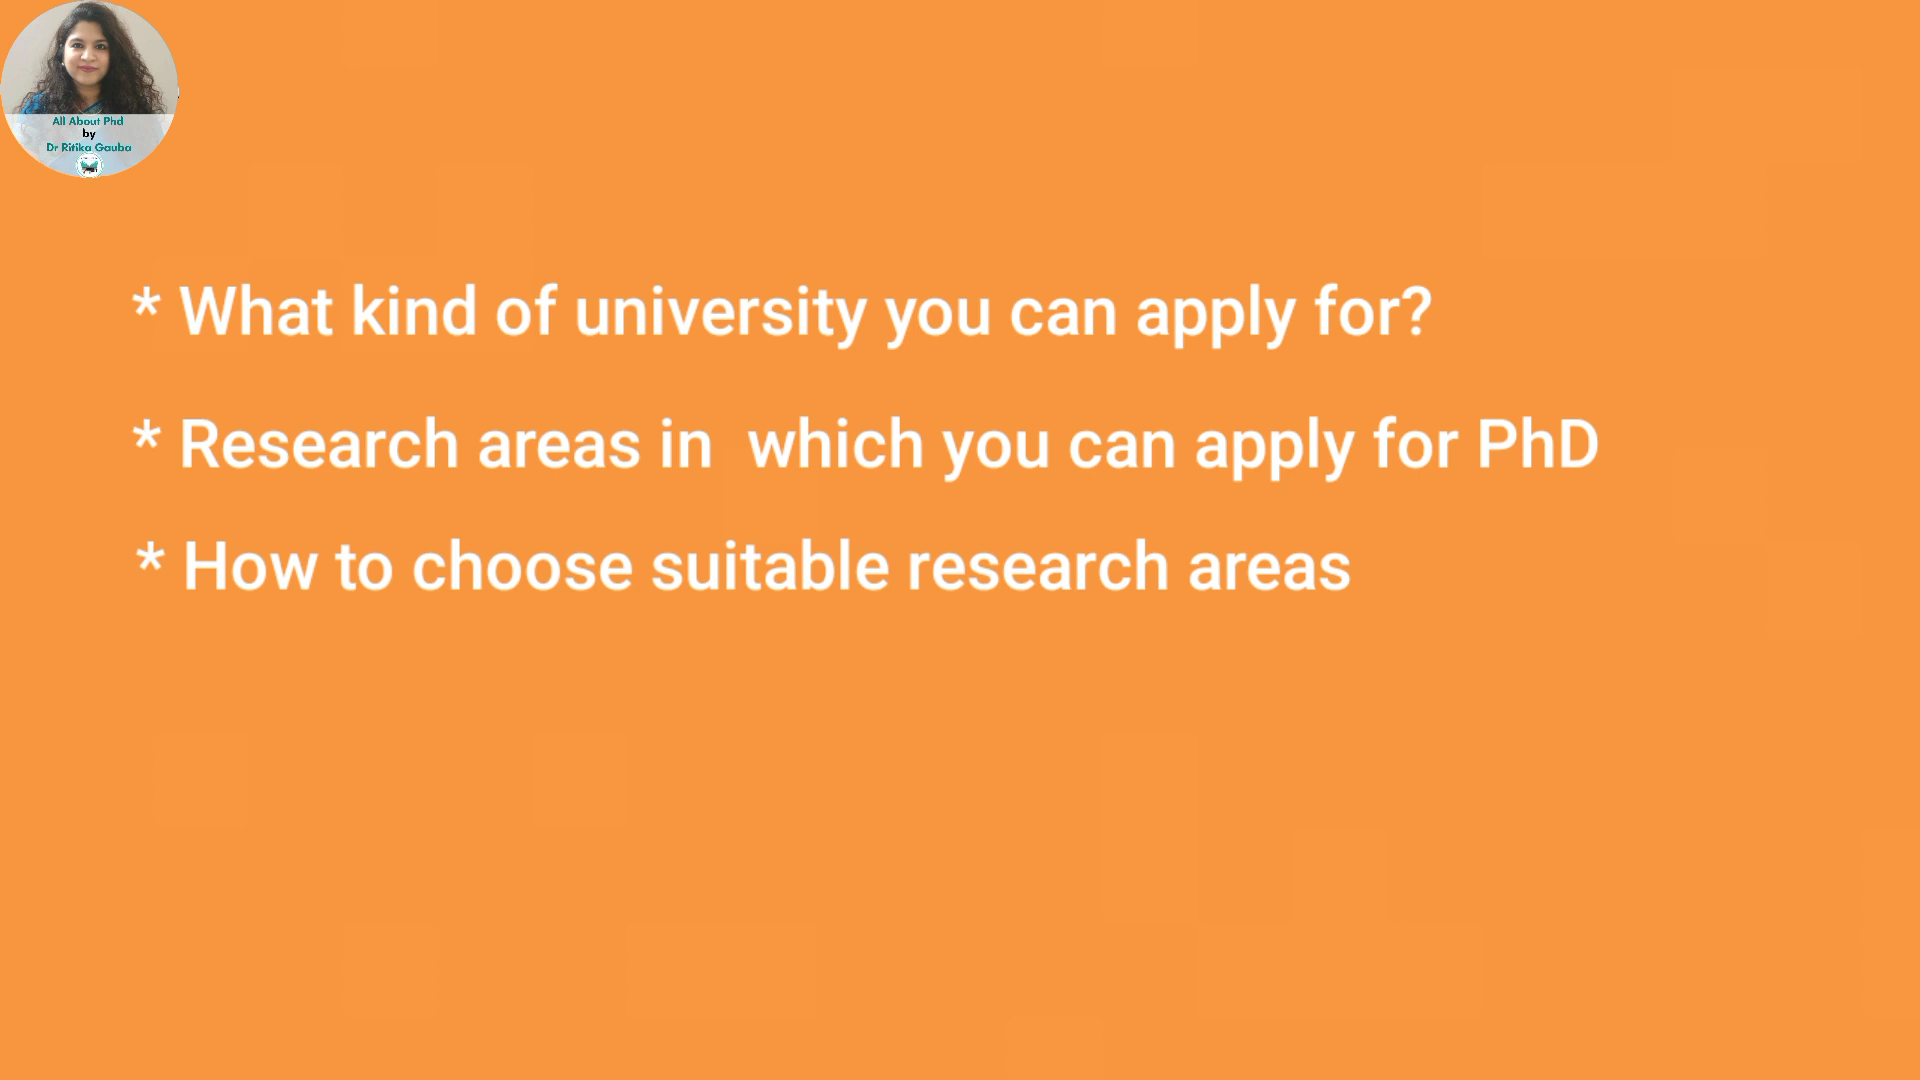 All About Phd
by
Dr Ritika Gauba
* What kind of university you can apply for?
* Research areas in  which you can apply for PhD
* How to choose suitable research areas